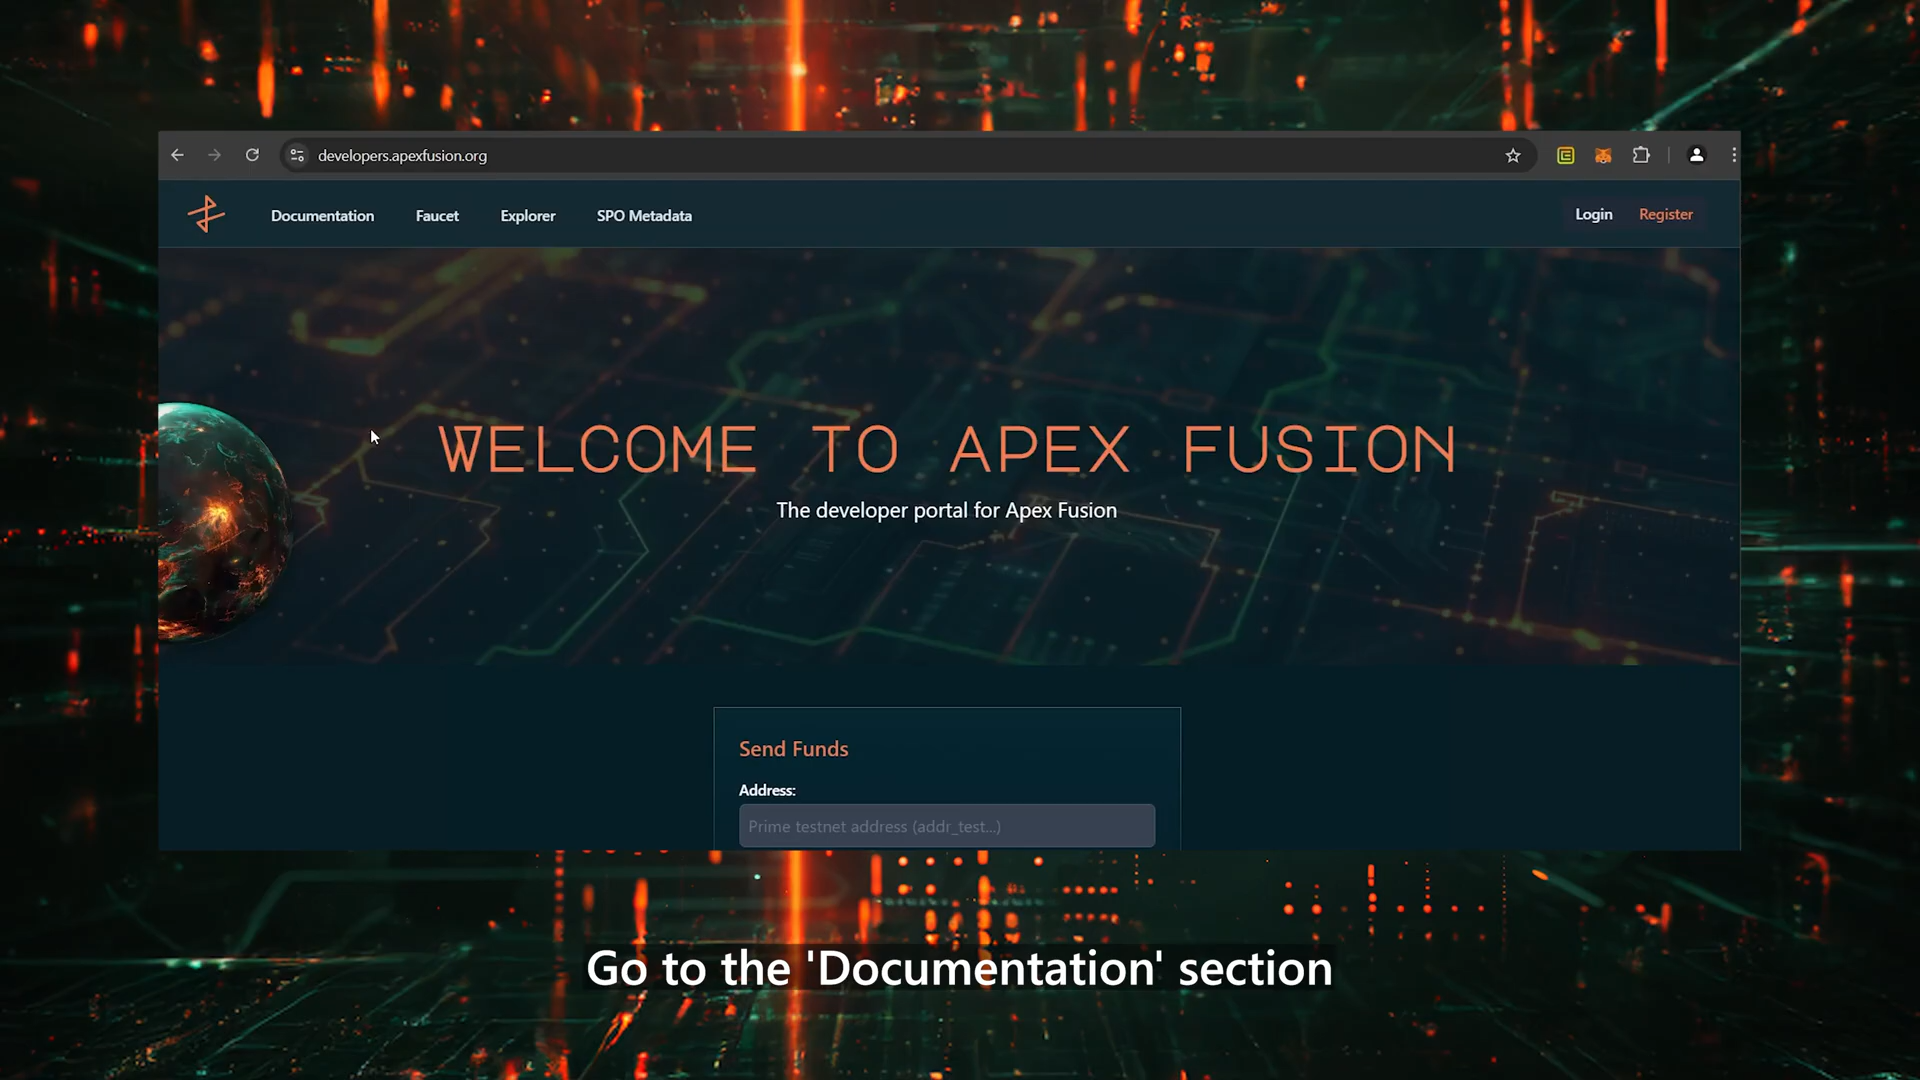 developers.apexfusion.org
Documentation
Faucet
Explorer
SPO Metadata
Login
Register
WELCOME TO APEX FUSION
The developer portal for Apex Fusion
Send Funds
Address:
Prime testnet address (addr_test...)
Go to the 'Documentation' section